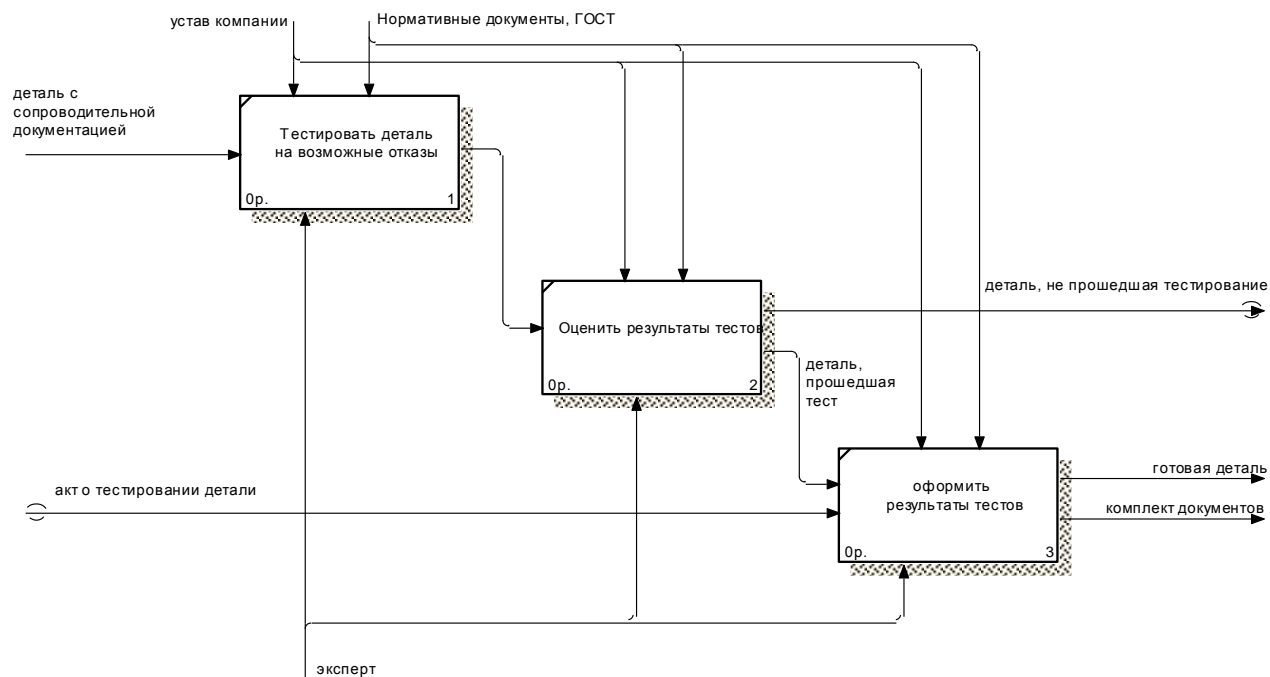 устав компании
Нормативные документы, ГОСТ
деталь с
сопроводительной
документацией
Тестировать деталь
на возможные отказы
0р.
1
деталь, не прошедшая тестирование
Оценить результаты тестов
0р.
2
деталь,
прошедшая
тест
акт о тестировании детали
оформить
результаты тестов
0р.
3
готовая деталь
комплект документов
эксперт